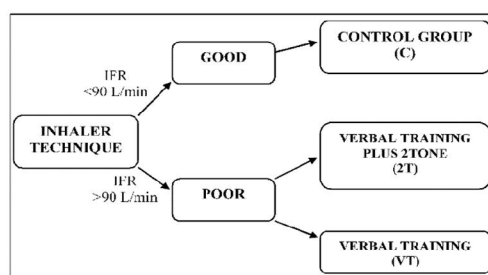 CONTROL GROUP
(C)
GOOD
IFR
<90 L/min
INHALER
TECHNIQUE
VERBAL TRAINING
PLUS 2TONE
(2T)
IFR
>90 L/min
POOR
VERBAL TRAINING
(VT)